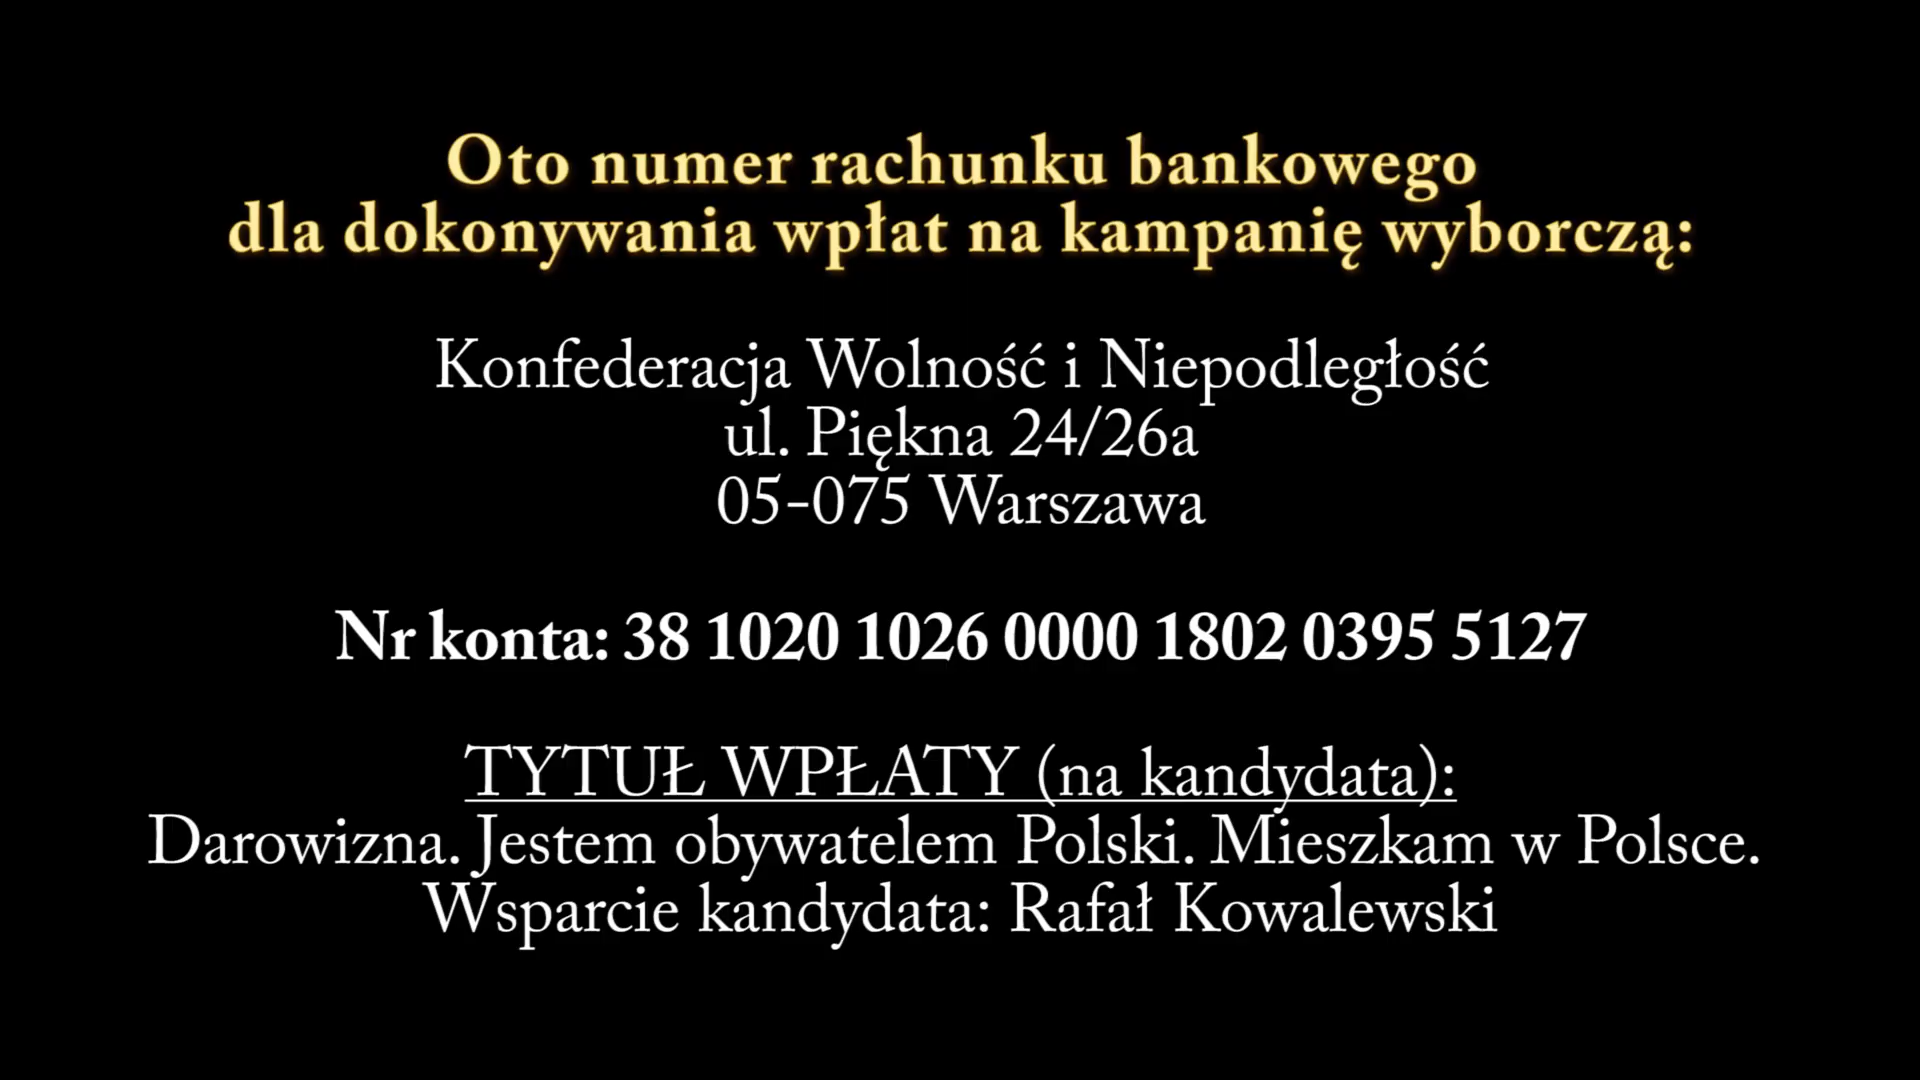 Oto numer rachunku bankowego
dla dokonywania wpłat na kampanię wyborczą:
Konfederacja Wolność i Niepodległość
ul. Piękna 24/26a
05-075 Warszawa
Nr konta: 38 1020 1026 0000 1802 0395 5127
TYTUŁ WPŁATY (na kandydata):
Darowizna. Jestem obywatelem Polski. Mieszkam w Polsce.
Wsparcie kandydata: Rafał Kowalewski